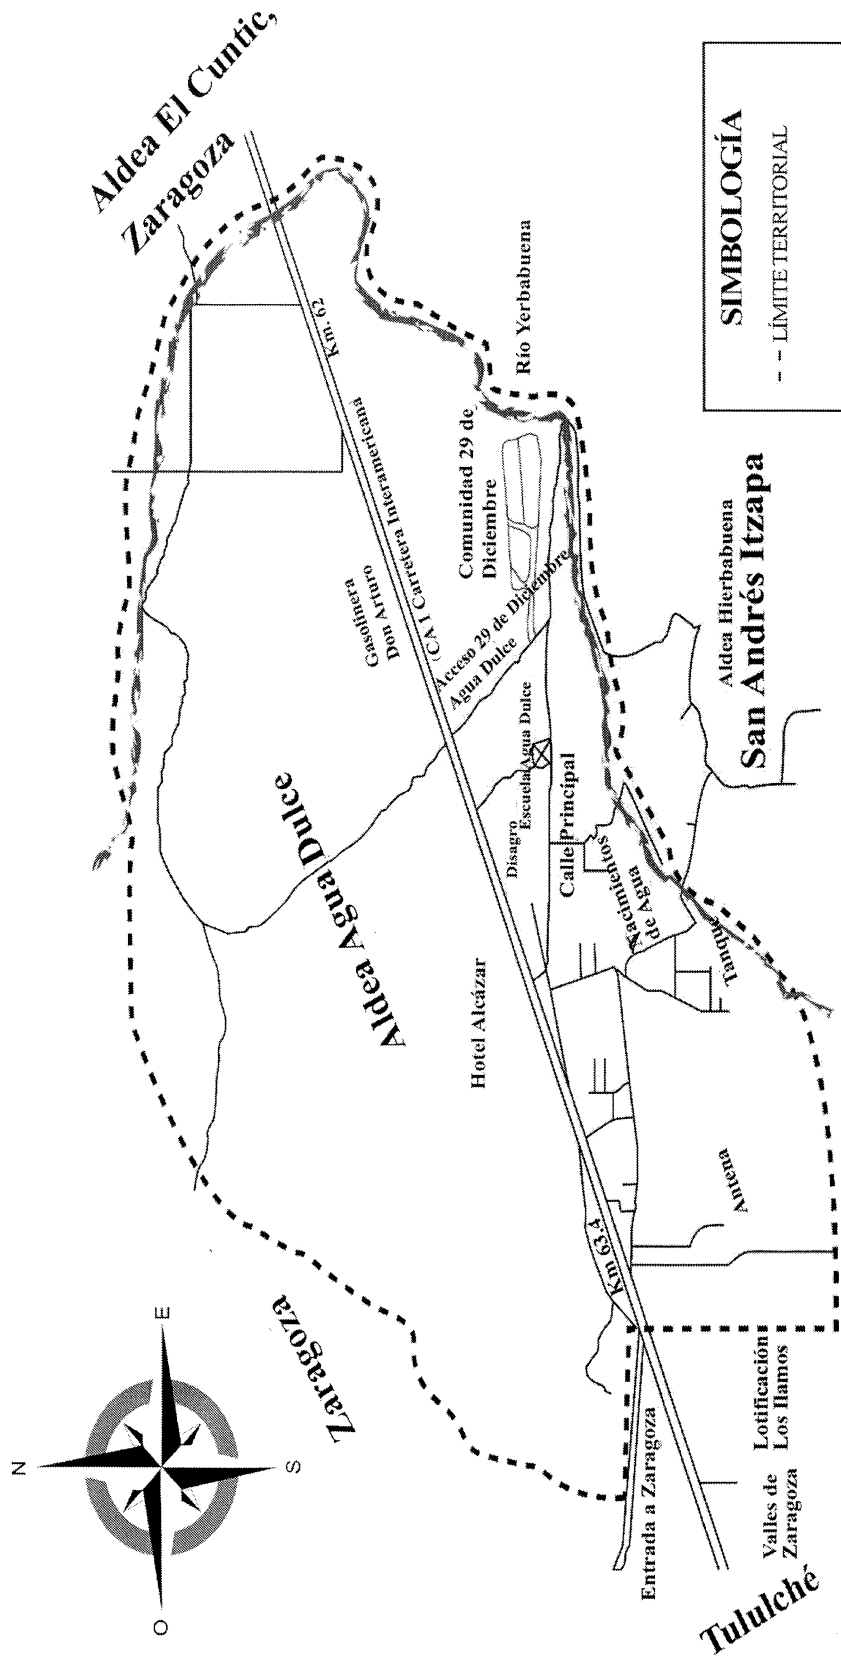 N
E
S
O
Aldea El Cuntic,
Zaragoza
Km. 62
(CA 1 Carretera Interamericana
Gasolinera
Don Arturo
Río Yerbabuena
Comunidad 29 de
Diciembre
Acceso 29 de Diciembre
Agua Dulce
Aldea Agua Dulce
Disagro
Escuela Agua Dulce
Calle Principal
Nacimientos
de Agua
Tanque
Hotel Alcázar
Aldea Hierbabuena
San Andrés Itzapa
Antena
Km 63.4
Zaragoza
Entrada a Zaragoza
Lotificación
Los Ilamos
Valles de
Zaragoza
Tululché
SIMBOLOGÍA
-- LÍMITE TERRITORIAL